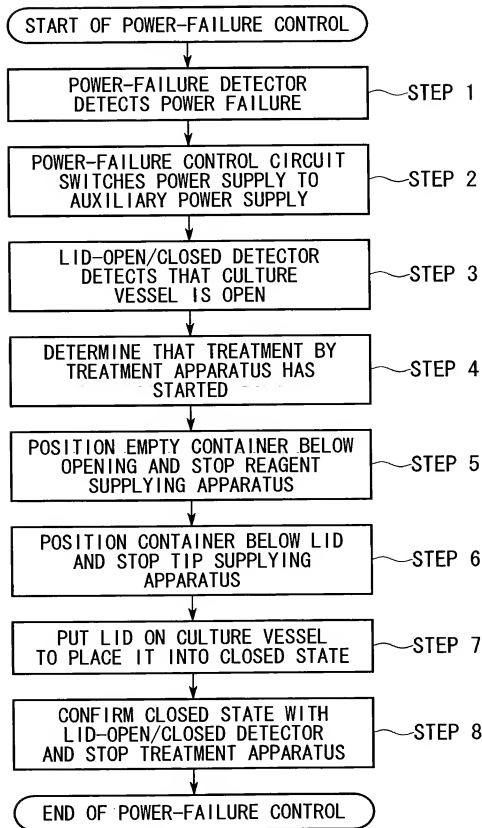 START OF POWER-FAILURE CONTROL
POWER-FAILURE DETECTOR
DETECTS POWER FAILURE
STEP 1
POWER-FAILURE CONTROL CIRCUIT
SWITCHES POWER SUPPLY TO
AUXILIARY POWER SUPPLY
STEP 2
LID-OPEN/CLOSED DETECTOR
DETECTS THAT CULTURE
VESSEL IS OPEN
STEP 3
DETERMINE THAT TREATMENT BY
TREATMENT APPARATUS HAS
STARTED
STEP 4
POSITION EMPTY CONTAINER BELOW
OPENING AND STOP REAGENT
SUPPLYING APPARATUS
STEP 5
POSITION CONTAINER BELOW LID
AND STOP TIP SUPPLYING
APPARATUS
STEP 6
PUT LID ON CULTURE VESSEL
TO PLACE IT INTO CLOSED STATE
STEP 7
CONFIRM CLOSED STATE WITH
LID-OPEN/CLOSED DETECTOR
AND STOP TREATMENT APPARATUS
STEP 8
END OF POWER-FAILURE CONTROL